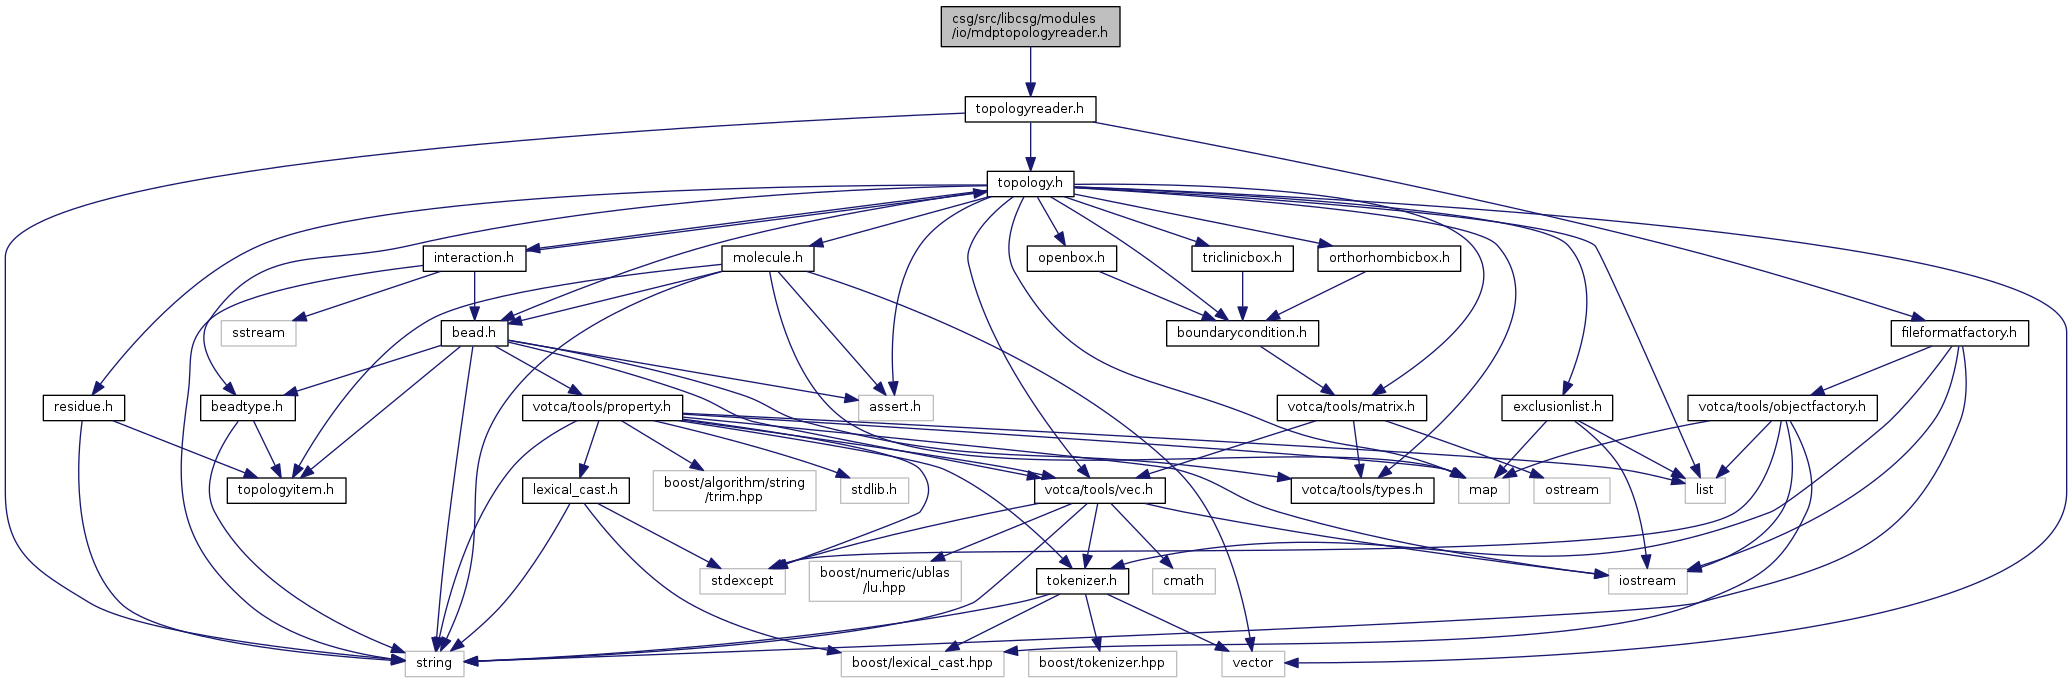 csg/src/libcsg/modules
/io/mdptopologyreader.h
topologyreader.h
topology.h
interaction.h
molecule.h
openbox.h
triclinicbox.h
orthorhombicbox.h
sstream
bead.h
boundarycondition.h
fileformatfactory.h
residue.h
beadtype.h
votca/tools/property.h
assert.h
votca/tools/matrix.h
exclusionlist.h
votca/tools/objectfactory.h
topologyitem.h
lexical_cast.h
boost/algorithm/string
/trim.hpp
stdlib.h
votca/tools/vec.h
votca/tools/types.h
map
ostream
list
stdexcept
boost/numeric/ublas
/lu.hpp
tokenizer.h
cmath
iostream
string
boost/lexical_cast.hpp
boost/tokenizer.hpp
vector